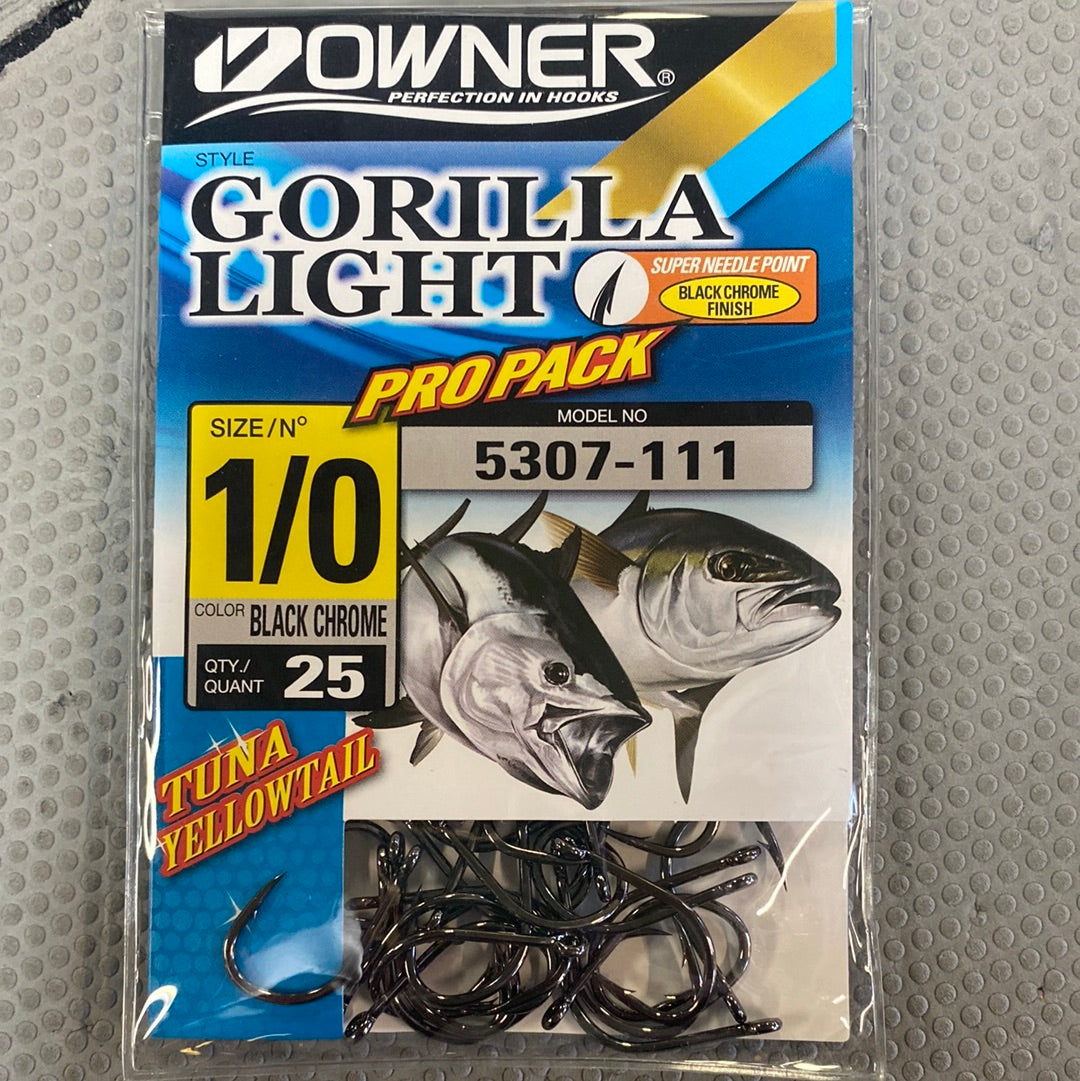 OWNER®
PERFECTION IN HOOKS
STYLE
GORILLA
LIGHT
SUPER NEEDLE POINT
BLACK CHROME
FINISH
PRO PACK
SIZE/N°
1/0
MODEL NO
5307-111
COLOR BLACK CHROME
QTY./
QUANT
25
TUNA
YELLOWTAIL